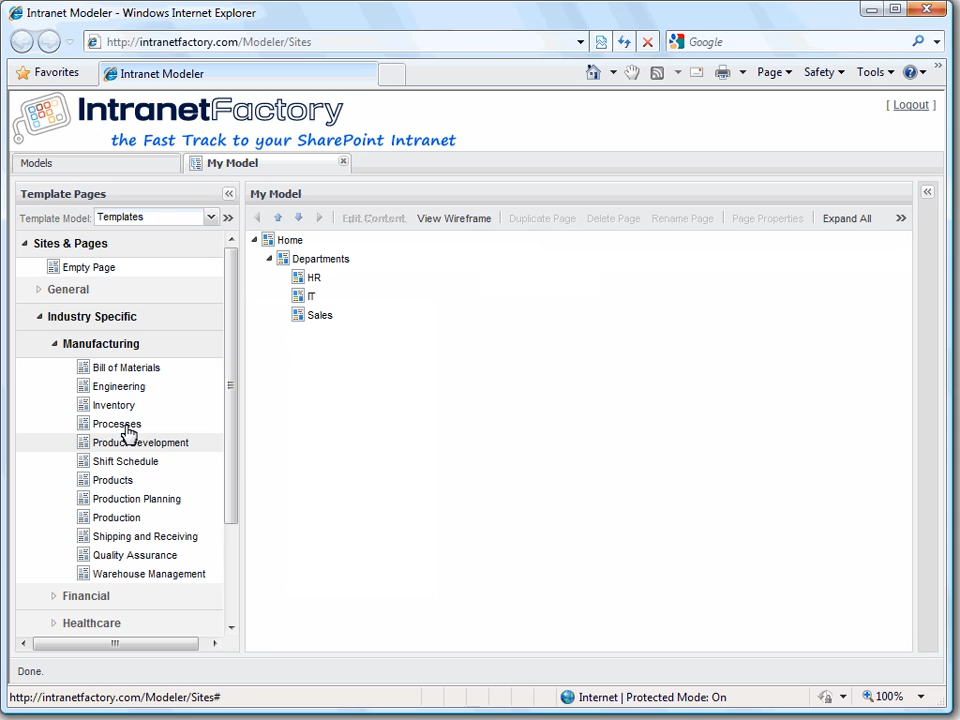 Intranet Modeler - Windows Internet Explorer
http://intranetfactory.com/Modeler/Sites
Google
Favorites
Intranet Modeler
Page
Safety
Tools
IntranetFactory
the Fast Track to your SharePoint Intranet
[ Logout ]
Models
My Model
Template Pages
Template Model: Templates
Sites & Pages
Empty Page
General
Industry Specific
Manufacturing
Bill of Materials
Engineering
Inventory
Processes
Product Development
Shift Schedule
Products
Production Planning
Production
Shipping and Receiving
Quality Assurance
Warehouse Management
Financial
Healthcare
My Model
Edit Content View Wireframe Duplicate Page Delete Page Rename Page Page Properties Expand All
Home
Departments
HR
IT
Sales
Done.
http://intranetfactory.com/Modeler/Sites#
Internet | Protected Mode: On
100%